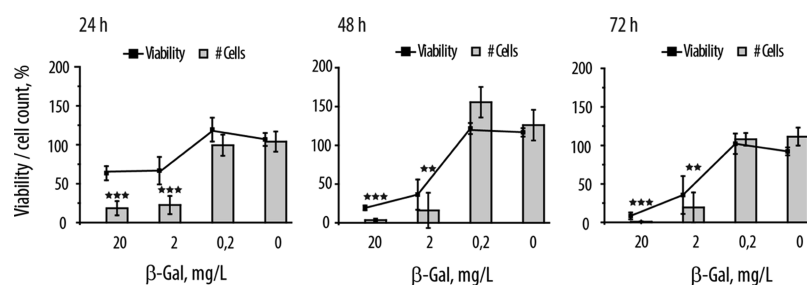 24 h
Viability # Cells
Viability / cell count, %
200
150
100
50
0
★★★ ★★★
20 2 0,2 0
β-Gal, mg/L
48 h
Viability # Cells
200
150
100
50
0
★★★ ★★
20 2 0,2 0
β-Gal, mg/L
72 h
Viability # Cells
200
150
100
50
0
★★★ ★★
20 2 0,2 0
β-Gal, mg/L